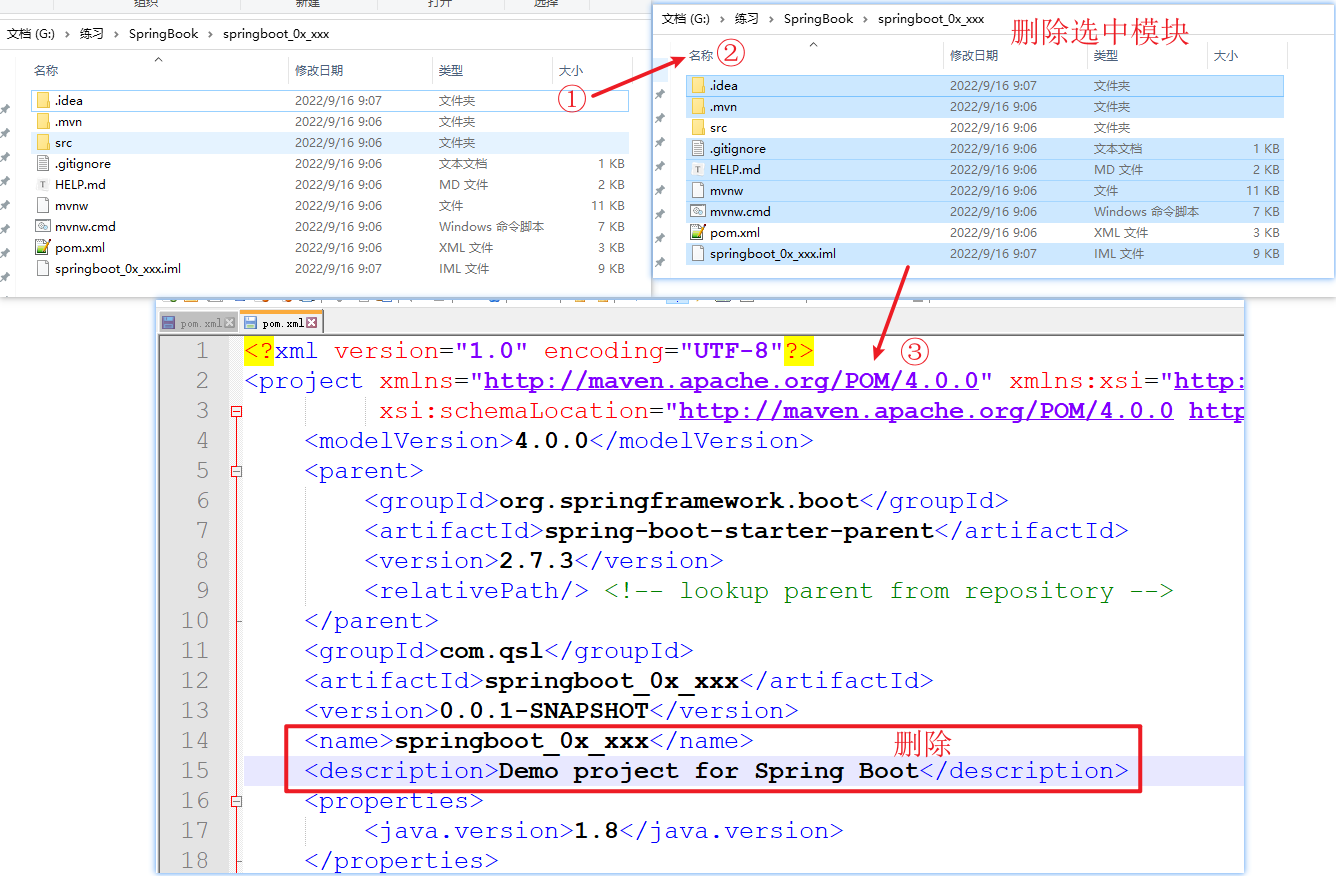 组织 新建 打开 选择
文档 (G:) › 练习 › SpringBook › springboot_0x_xxx
名称 修改日期 类型 大小
①
.idea 2022/9/16 9:07 文件夹
.mvn 2022/9/16 9:06 文件夹
src 2022/9/16 9:06 文件夹
.gitignore 2022/9/16 9:06 文本文档 1 KB
HELP.md 2022/9/16 9:06 MD 文件 2 KB
mvnw 2022/9/16 9:06 文件 11 KB
mvnw.cmd 2022/9/16 9:06 Windows 命令脚本 7 KB
pom.xml 2022/9/16 9:06 XML 文件 3 KB
springboot_0x_xxx.iml 2022/9/16 9:07 IML 文件 9 KB
文档 (G:) › 练习 › SpringBook › springboot_0x_xxx
删除选中模块
名称 ② 修改日期 类型 大小
.idea 2022/9/16 9:07 文件夹
.mvn 2022/9/16 9:06 文件夹
src 2022/9/16 9:06 文件夹
.gitignore 2022/9/16 9:06 文本文档 1 KB
HELP.md 2022/9/16 9:06 MD 文件 2 KB
mvnw 2022/9/16 9:06 文件 11 KB
mvnw.cmd 2022/9/16 9:06 Windows 命令脚本 7 KB
pom.xml 2022/9/16 9:06 XML 文件 3 KB
springboot_0x_xxx.iml 2022/9/16 9:07 IML 文件 9 KB
pom.xml pom.xml
③
1 <?xml version="1.0" encoding="UTF-8"?>
2 <project xmlns="http://maven.apache.org/POM/4.0.0" xmlns:xsi="http:
3 xsi:schemaLocation="http://maven.apache.org/POM/4.0.0 http
4 <modelVersion>4.0.0</modelVersion>
5 <parent>
6 <groupId>org.springframework.boot</groupId>
7 <artifactId>spring-boot-starter-parent</artifactId>
8 <version>2.7.3</version>
9 <relativePath/> <!-- lookup parent from repository -->
10 </parent>
11 <groupId>com.qsl</groupId>
12 <artifactId>springboot_0x_xxx</artifactId>
13 <version>0.0.1-SNAPSHOT</version>
14 <name>springboot_0x_xxx</name> 删除
15 <description>Demo project for Spring Boot</description>
16 <properties>
17 <java.version>1.8</java.version>
18 </properties>